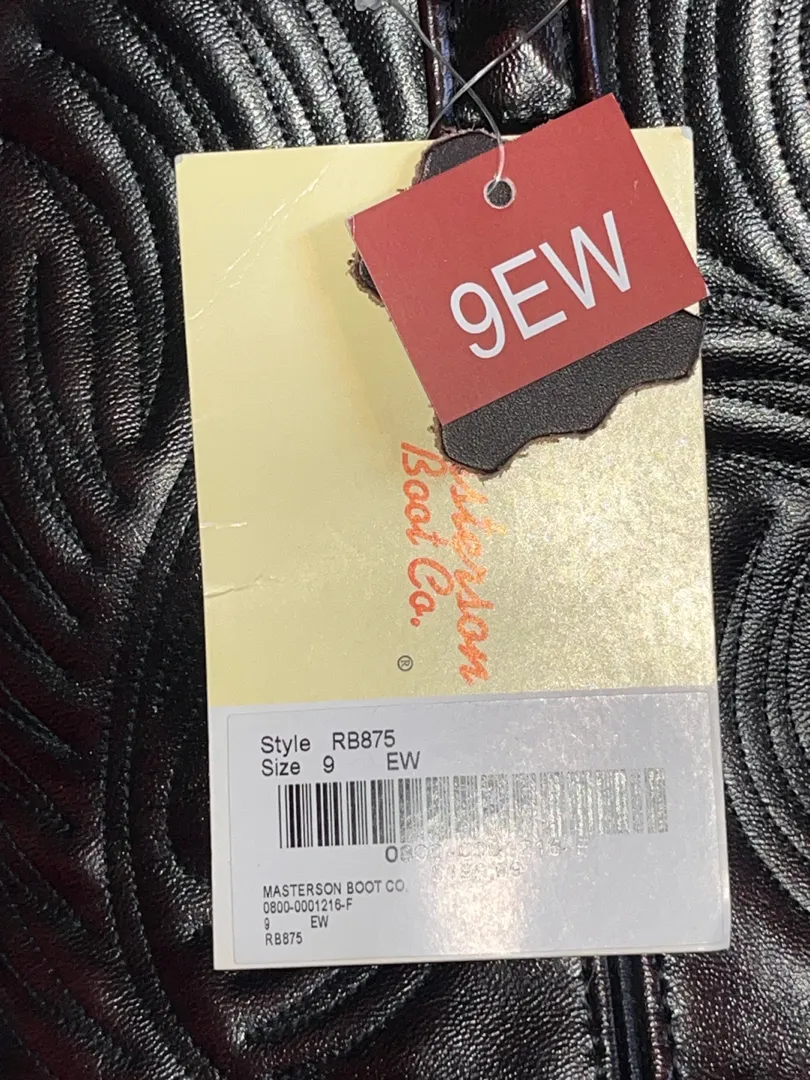 9EW
Boot Co.
®
Style RB875
Size 9 EW
MASTERSON BOOT CO.
0800-0001216-F
9 EW
RB875